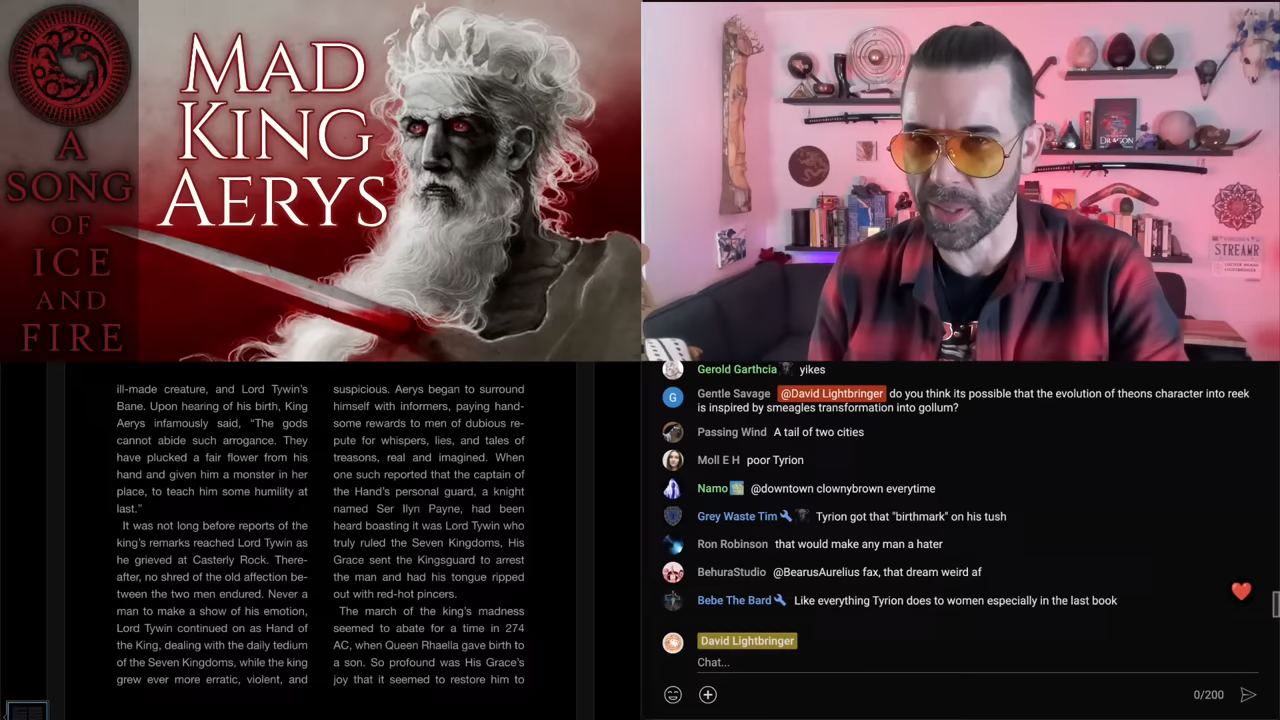 A
SONG
OF
ICE
AND
FIRE
MAD
KING
AERYS
DRAGON
STREAMR
ill-made creature, and Lord Tywin's
Bane. Upon hearing of his birth, King
Aerys infamously said, “The gods
cannot abide such arrogance. They
have plucked a fair flower from his
hand and given him a monster in her
place, to teach him some humility at
last.”
It was not long before reports of the
king's remarks reached Lord Tywin as
he grieved at Casterly Rock. There-
after, no shred of the old affection be-
tween the two men endured. Never a
man to make a show of his emotion,
Lord Tywin continued on as Hand of
the King, dealing with the daily tedium
of the Seven Kingdoms, while the king
grew ever more erratic, violent, and
suspicious. Aerys began to surround
himself with informers, paying hand-
some rewards to men of dubious re-
pute for whispers, lies, and tales of
treasons, real and imagined. When
one such reported that the captain of
the Hand's personal guard, a knight
named Ser Ilyn Payne, had been
heard boasting it was Lord Tywin who
truly ruled the Seven Kingdoms, His
Grace sent the Kingsguard to arrest
the man and had his tongue ripped
out with red-hot pincers.
The march of the king's madness
seemed to abate for a time in 274
AC, when Queen Rhaella gave birth to
a son. So profound was His Grace's
joy that it seemed to restore him to
Gerold Garthcia yikes
G
Gentle Savage @David Lightbringer do you think its possible that the evolution of theons character into reek
is inspired by smeagles transformation into gollum?
Passing Wind A tail of two cities
Moll E H poor Tyrion
Namo @downtown clownybrown everytime
Grey Waste Tim Tyrion got that "birthmark" on his tush
Ron Robinson that would make any man a hater
BehuraStudio @BearusAurelius fax, that dream weird af
Bebe The Bard Like everything Tyrion does to women especially in the last book
David Lightbringer
Chat...
0/200